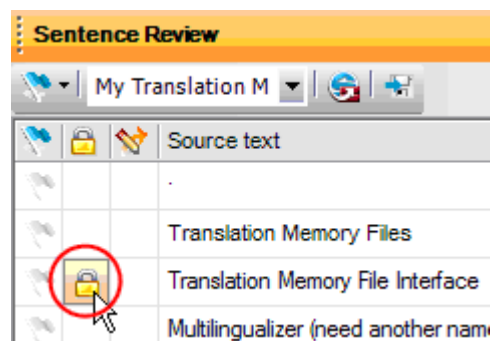 Sentence Review
My Translation M
Source text
.
Translation Memory Files
Translation Memory File Interface
Multilingualizer (need another name